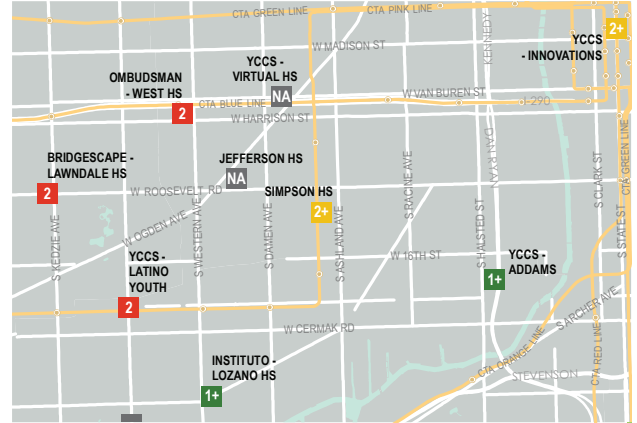 CTA GREEN LINE
CTA PINK LINE
KENNEDY
2+
YCCS
- INNOVATIONS
W MADISON ST
YCCS -
VIRTUAL HS
NA
OMBUDSMAN
- WEST HS
2
CTA BLUE LINE
W VAN BUREN ST
I-290
W HARRISON ST
CTA GREEN LINE
DAN RYAN
BRIDGESCAPE -
LAWNDALE HS
2
JEFFERSON HS
NA
W ROOSEVELT RD
SIMPSON HS
2+
S RACINE AVE
S CLARK ST
S STATE ST
W OGDEN AVE
S KEDZIE AVE
S WESTERN AVE
S DAMEN AVE
S ASHLAND AVE
S HALSTED ST
W 16TH ST
YCCS -
LATINO
YOUTH
2
YCCS -
ADDAMS
1+
S ARCHER AVE
W CERMAK RD
CTA ORANGE LINE
CTA RED LINE
STEVENSON
INSTITUTO -
LOZANO HS
1+